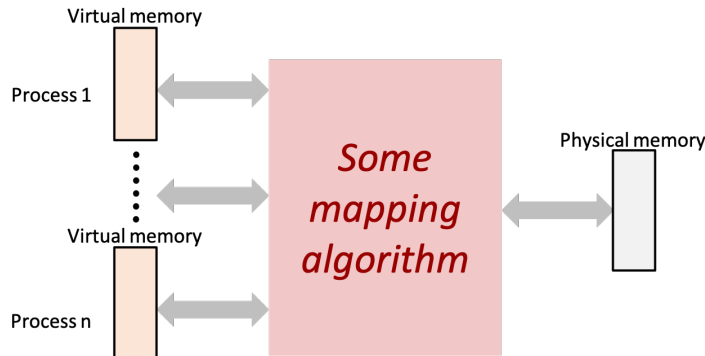 Virtual memory
Process 1
Some
mapping
algorithm
Physical memory
Virtual memory
Process n